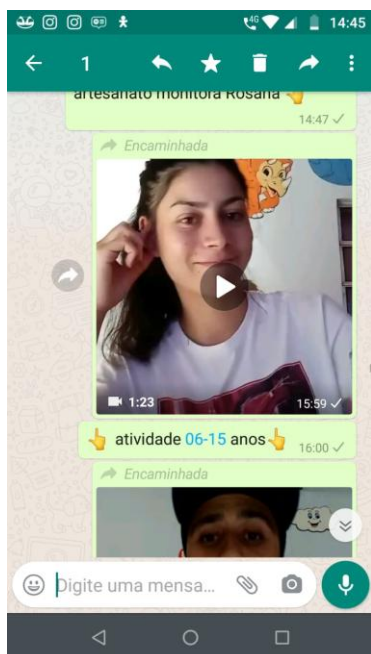 4G 14:45
1
artesanato monitora Rosana
14:47
Encaminhada
1:23 15:59
atividade 06-15 anos
16:00
Encaminhada
Digite uma mensa...